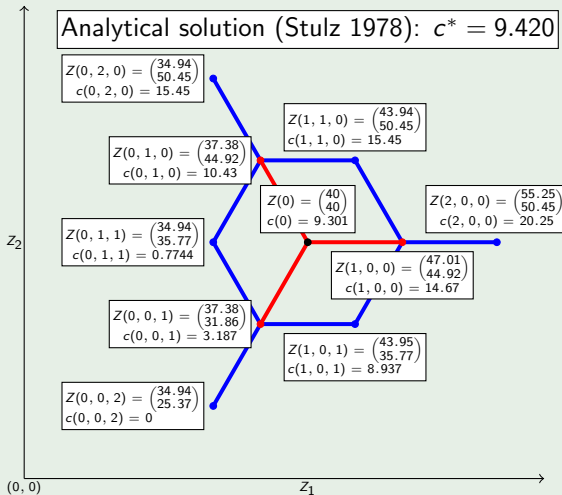 Analytical solution (Stulz 1978): c* = 9.420
Z(0, 2, 0) = (34.94 50.45)
c(0, 2, 0) = 15.45
Z(1, 1, 0) = (43.94 50.45)
c(1, 1, 0) = 15.45
Z(0, 1, 0) = (37.38 44.92)
c(0, 1, 0) = 10.43
Z(0) = (40 40)
c(0) = 9.301
Z(2, 0, 0) = (55.25 50.45)
c(2, 0, 0) = 20.25
z₂
Z(0, 1, 1) = (34.94 35.77)
c(0, 1, 1) = 0.7744
Z(1, 0, 0) = (47.01 44.92)
c(1, 0, 0) = 14.67
Z(0, 0, 1) = (37.38 31.86)
c(0, 0, 1) = 3.187
Z(1, 0, 1) = (43.95 35.77)
c(1, 0, 1) = 8.937
Z(0, 0, 2) = (34.94 25.37)
c(0, 0, 2) = 0
(0, 0)
z₁